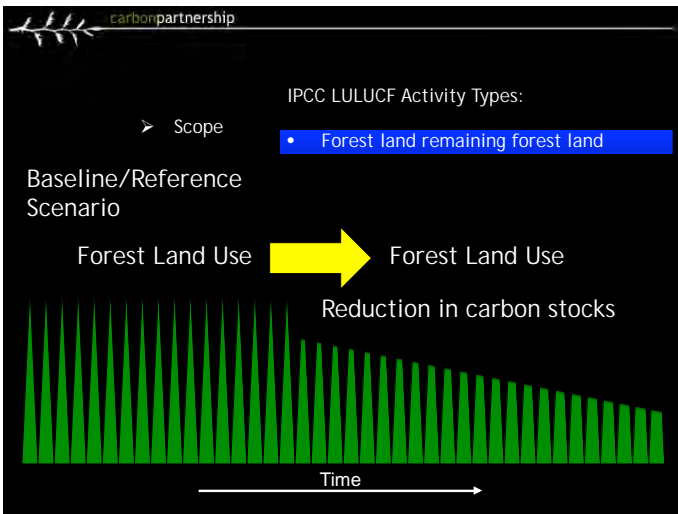 carbonpartnership
IPCC LULUCF Activity Types:
➢ Scope
• Forest land remaining forest land
Baseline/Reference
Scenario
Forest Land Use
Forest Land Use
Reduction in carbon stocks
Time